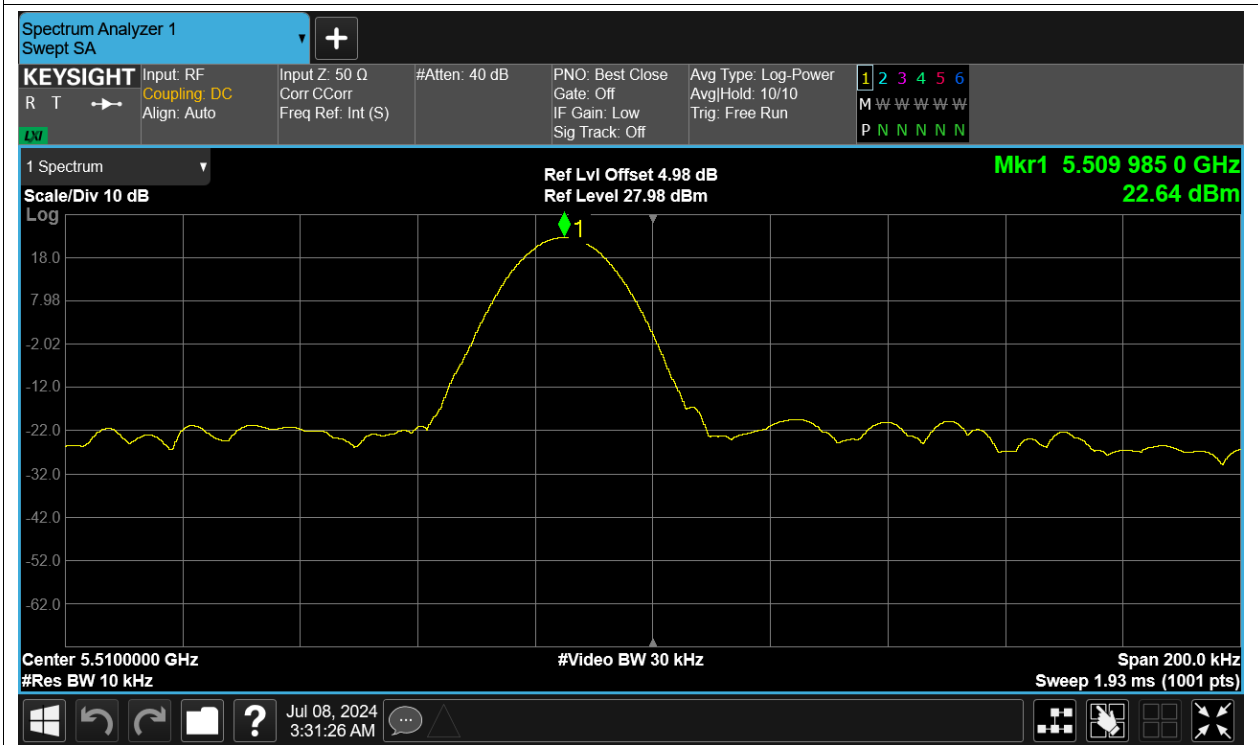 Spectrum Analyzer 1
Swept SA
KEYSIGHT
R T
LXI
Input: RF
Coupling: DC
Align: Auto
Input Z: 50 Ω
Corr CCorr
Freq Ref: Int (S)
#Atten: 40 dB
PNO: Best Close
Gate: Off
IF Gain: Low
Sig Track: Off
Avg Type: Log-Power
Avg|Hold: 10/10
Trig: Free Run
1 2 3 4 5 6
M W W W W W
P N N N N N
1 Spectrum
Scale/Div 10 dB
Log
Ref Lvl Offset 4.98 dB
Ref Level 27.98 dBm
Mkr1 5.509 985 0 GHz
22.64 dBm
1
18.0
7.98
-2.02
-12.0
-22.0
-32.0
-42.0
-52.0
-62.0
Center 5.5100000 GHz
#Res BW 10 kHz
#Video BW 30 kHz
Span 200.0 kHz
Sweep 1.93 ms (1001 pts)
?
Jul 08, 2024
3:31:26 AM